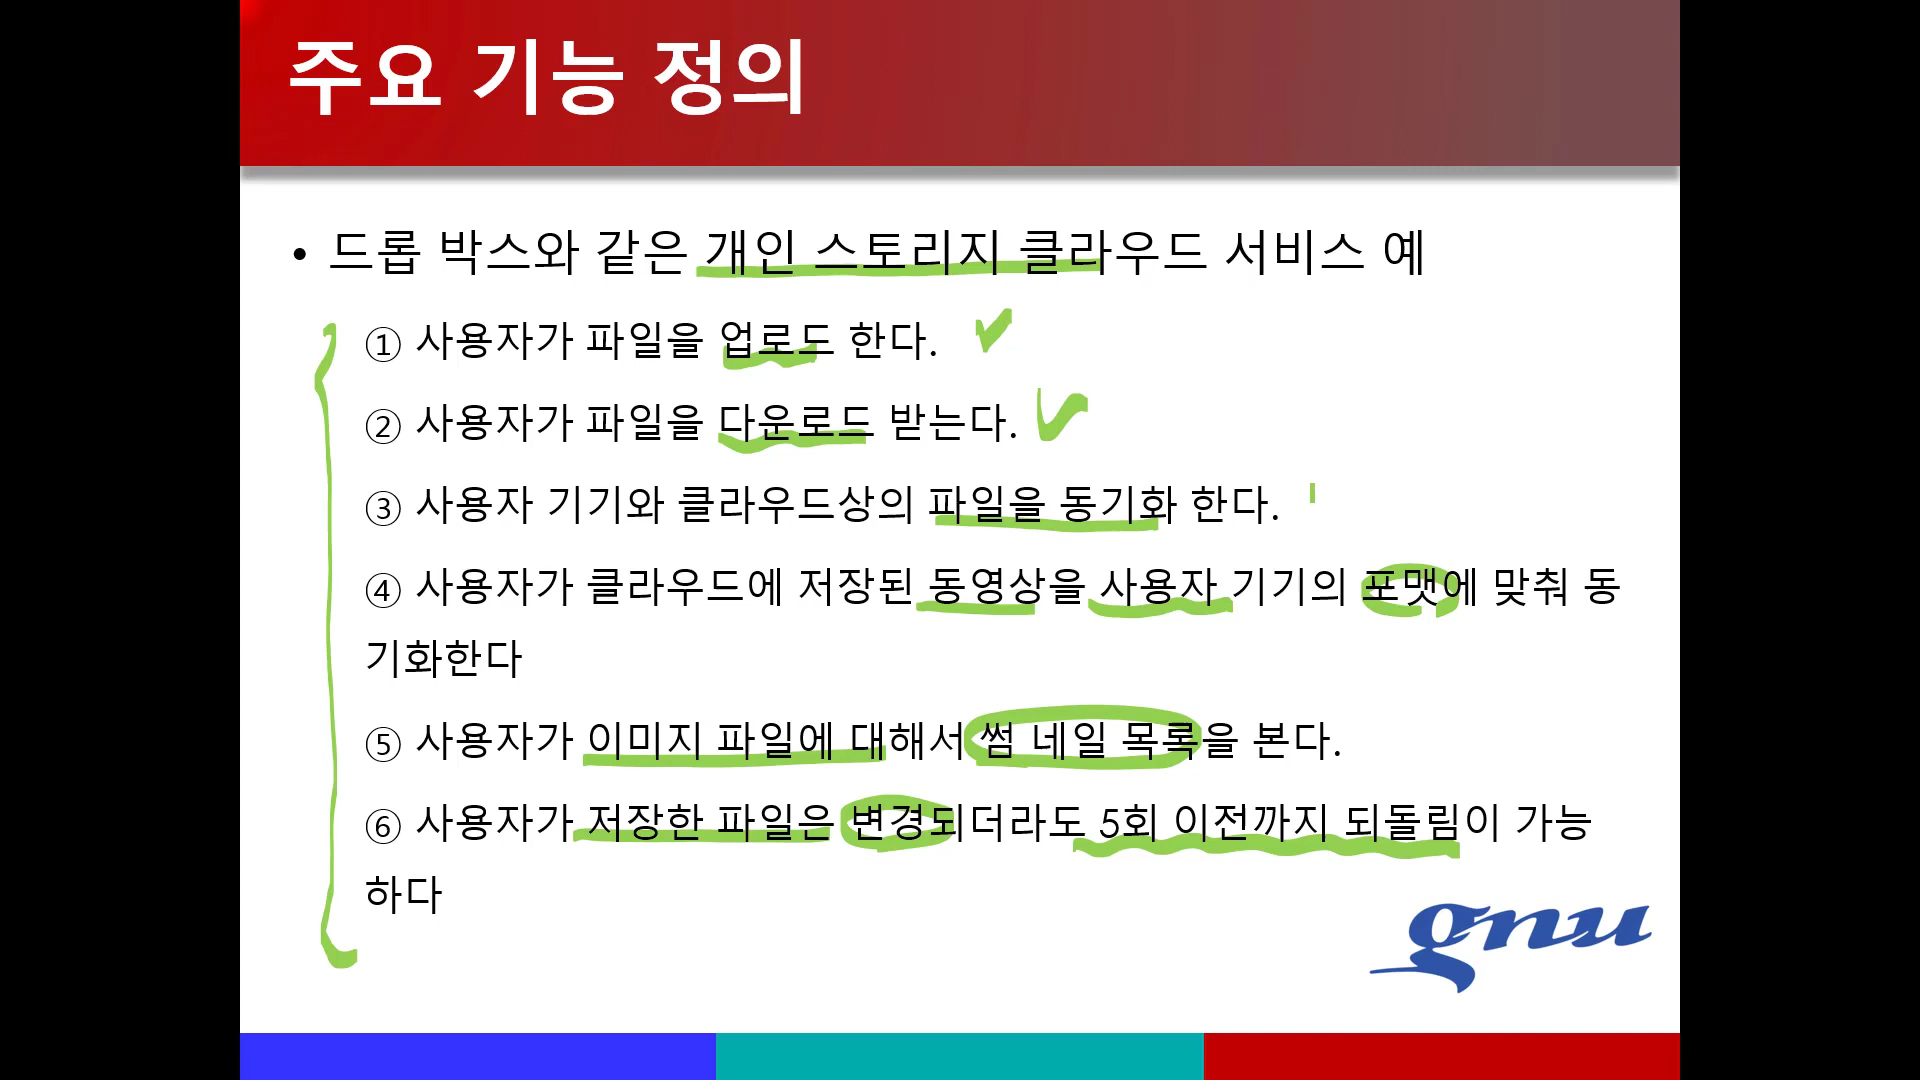 주요 기능 정의
• 드롭 박스와 같은 개인 스토리지 클라우드 서비스 예
① 사용자가 파일을 업로드 한다.
② 사용자가 파일을 다운로드 받는다.
③ 사용자 기기와 클라우드상의 파일을 동기화 한다.
④ 사용자가 클라우드에 저장된 동영상을 사용자 기기의 포맷에 맞춰 동
기화한다
⑤ 사용자가 이미지 파일에 대해서 썸 네일 목록을 본다.
⑥ 사용자가 저장한 파일은 변경되더라도 5회 이전까지 되돌림이 가능
하다
gnu